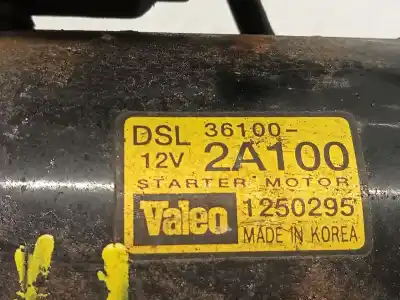 DSL 36100-
12V 2A100
STARTER MOTOR
Valeo 1250295
MADE IN KOREA